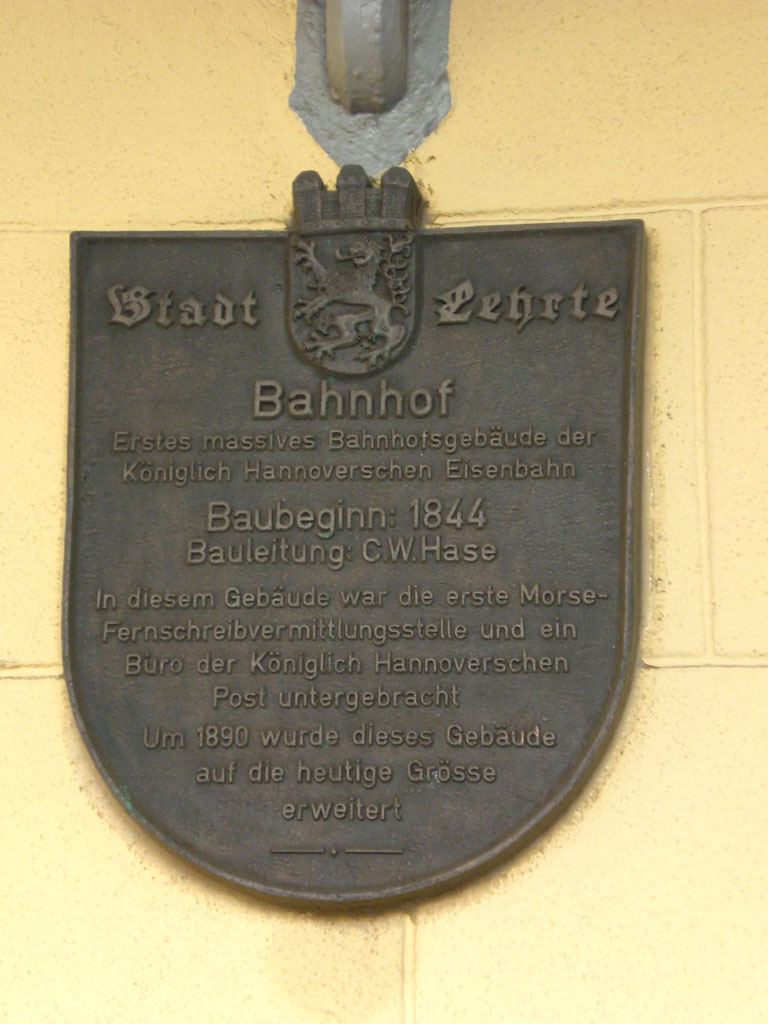 Stadt Lehrte
Bahnhof
Erstes massives Bahnhofsgebäude der
Königlich Hannoverschen Eisenbahn
Baubeginn: 1844
Bauleitung: C.W. Hase
In diesem Gebäude war die erste Morse-
Fernschreibvermittlungsstelle und ein
Büro der Königlich Hannoverschen
Post untergebracht
Um 1890 wurde dieses Gebäude
auf die heutige Grösse
erweitert